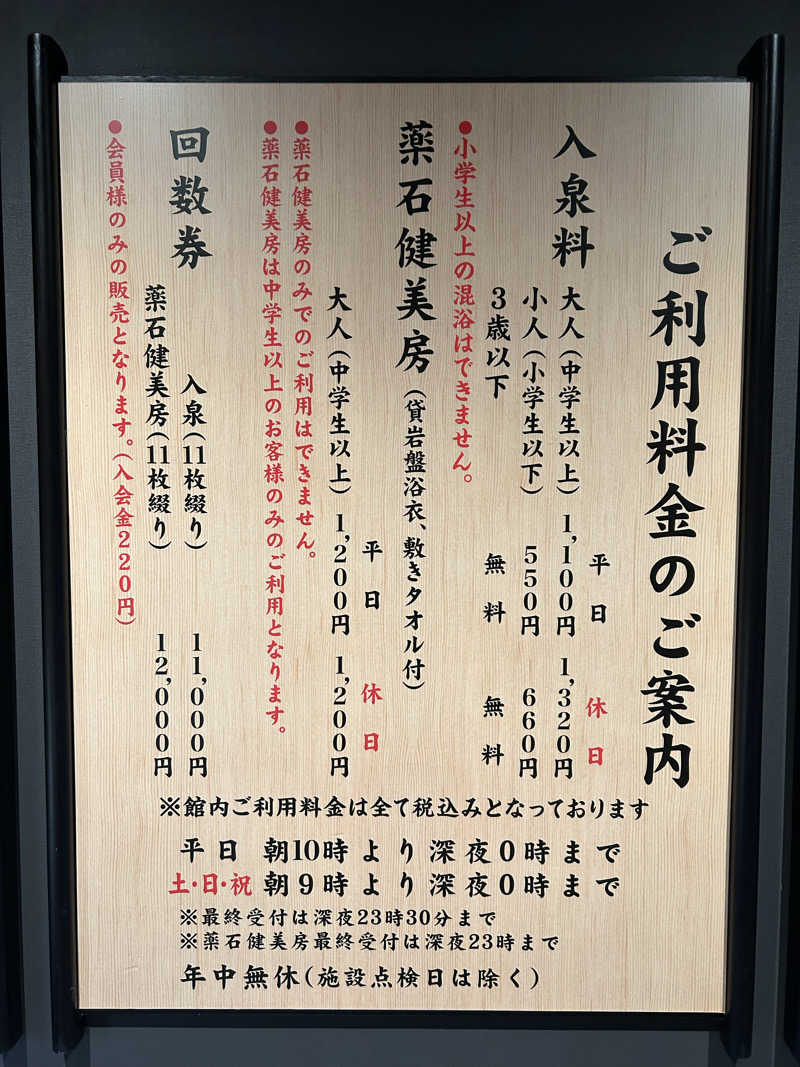 ご利用料金のご案内
平日 休日
入泉料 大人(中学生以上) 1,100円 1,320円
小人(小学生以下) 550円 660円
3歳以下 無料 無料
●小学生以上の混浴はできません。
薬石健美房(貸岩盤浴衣、敷きタオル付)
平日 休日
大人(中学生以上) 1,200円 1,200円
●薬石健美房のみでのご利用はできません。
●薬石健美房は中学生以上のお客様のみのご利用となります。
回数券 入泉(11枚綴り) 11,000円
薬石健美房(11枚綴り) 12,000円
●会員様のみの販売となります。(入会金220円)
※館内ご利用料金は全て税込みとなっております
平日 朝10時より深夜0時まで
土・日・祝 朝9時より深夜0時まで
※最終受付は深夜23時30分まで
※薬石健美房最終受付は深夜23時まで
年中無休(施設点検日は除く)